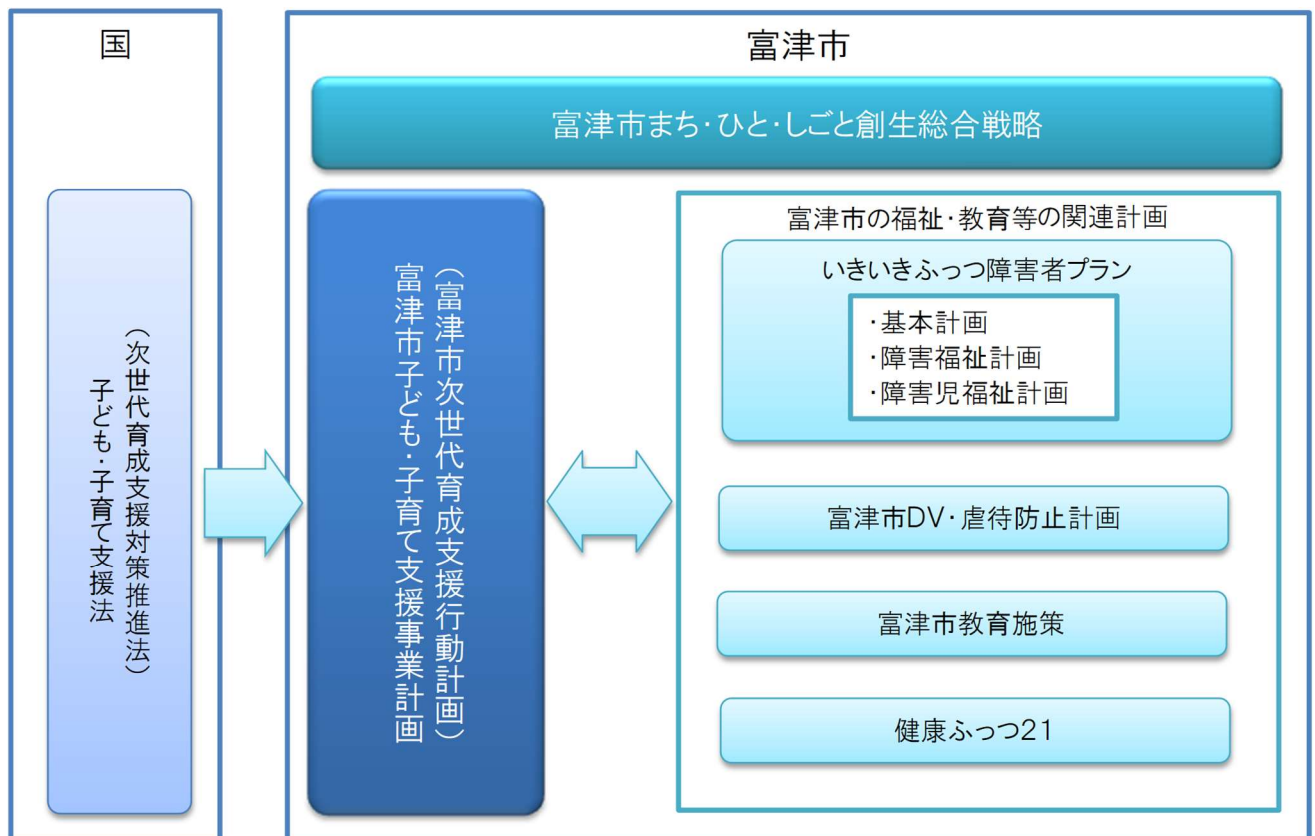 国
(次世代育成支援対策推進法)
子ども・子育て支援法
富津市
富津市まち・ひと・しごと創生総合戦略
(富津市次世代育成支援行動計画)
富津市子ども・子育て支援事業計画
富津市の福祉・教育等の関連計画
いきいきふっつ障害者プラン
・基本計画
・障害福祉計画
・障害児福祉計画
富津市DV・虐待防止計画
富津市教育施策
健康ふっつ21